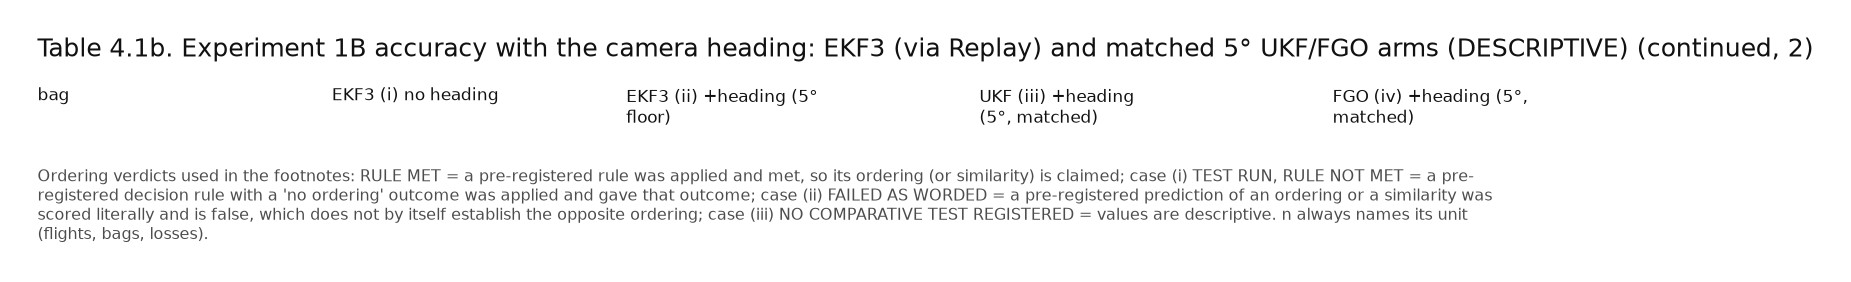 Table 4.1b. Experiment 1B accuracy with the camera heading: EKF3 (via Replay) and matched 5° UKF/FGO arms (DESCRIPTIVE) (continued, 2)
bag
EKF3 (i) no heading
EKF3 (ii) +heading (5°
floor)
UKF (iii) +heading
(5°, matched)
FGO (iv) +heading (5°,
matched)
Ordering verdicts used in the footnotes: RULE MET = a pre-registered rule was applied and met, so its ordering (or similarity) is claimed; case (i) TEST RUN, RULE NOT MET = a pre-
registered decision rule with a 'no ordering' outcome was applied and gave that outcome; case (ii) FAILED AS WORDED = a pre-registered prediction of an ordering or a similarity was
scored literally and is false, which does not by itself establish the opposite ordering; case (iii) NO COMPARATIVE TEST REGISTERED = values are descriptive. n always names its unit
(flights, bags, losses).